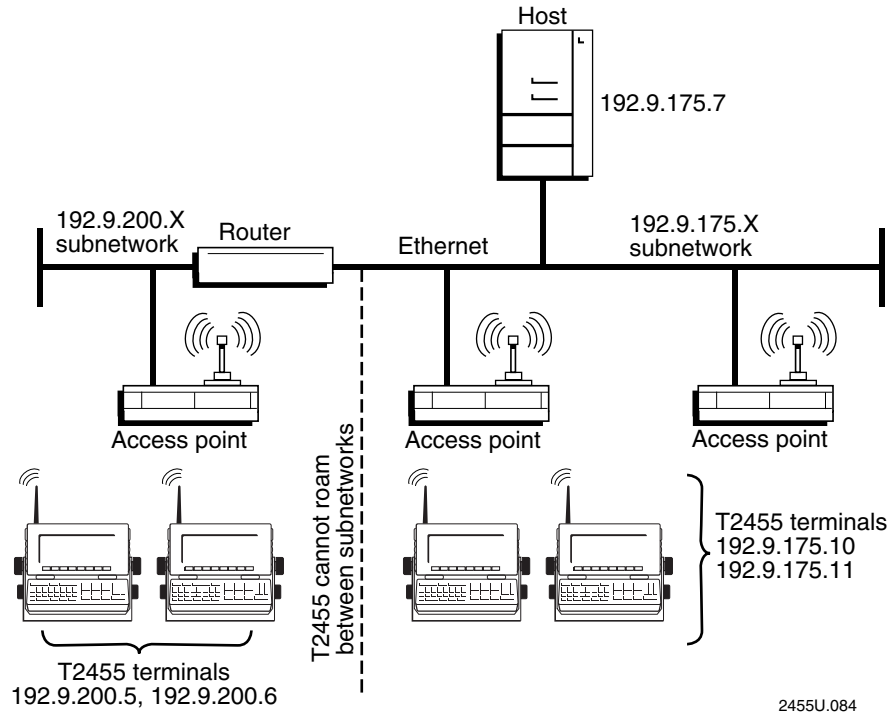 Host
192.9.175.7
192.9.200.X
subnetwork
Router
Ethernet
192.9.175.X
subnetwork
Access point
Access point
Access point
T2455 cannot roam
between subnetworks
T2455 terminals
192.9.175.10
192.9.175.11
T2455 terminals
192.9.200.5, 192.9.200.6
2455U.084